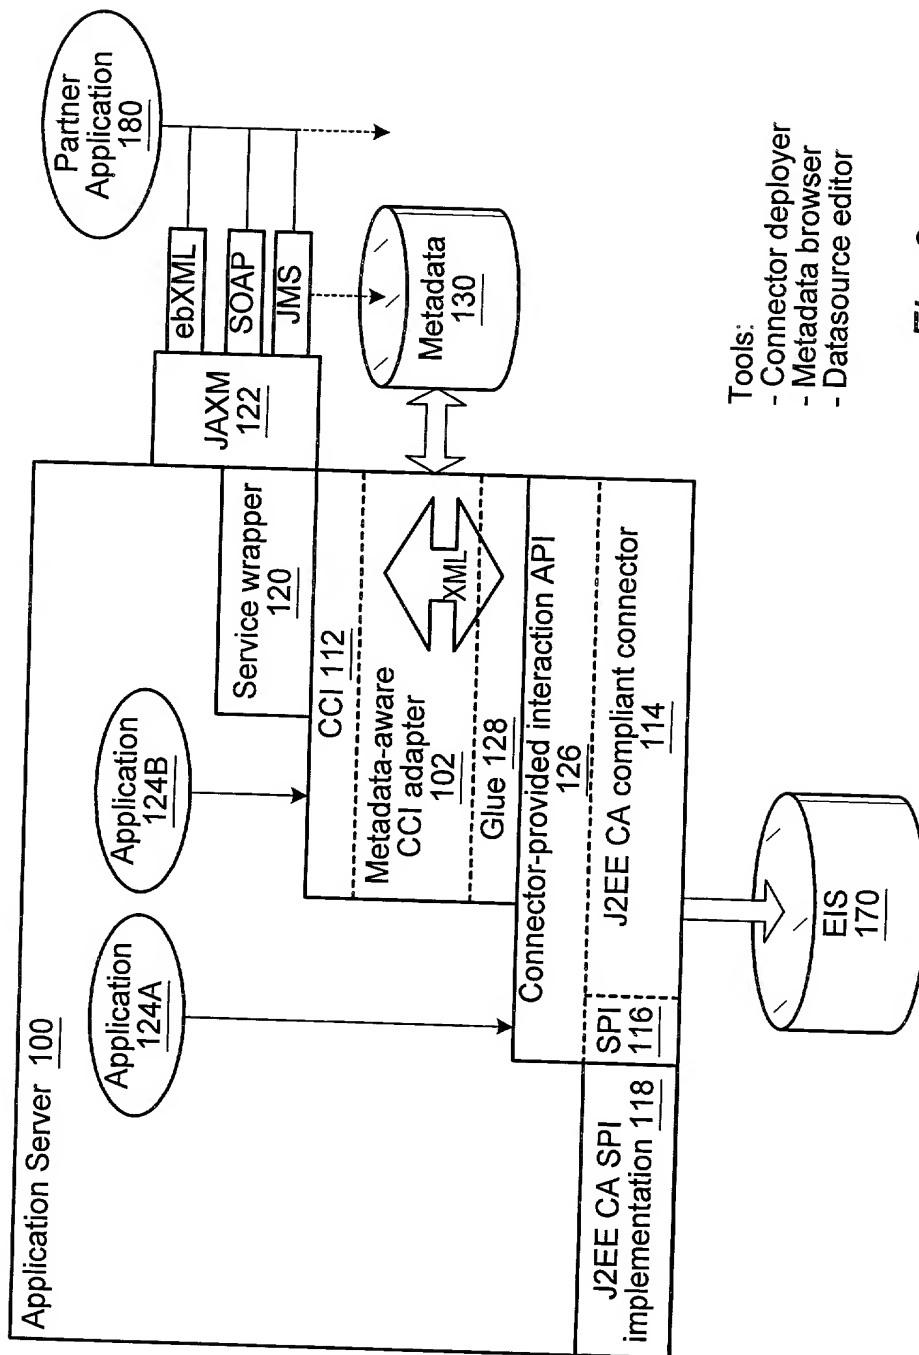 Application Server 100
Application
124A
Application
124B
Partner
Application
180
ebXML
SOAP
JMS
JAXM
122
Service wrapper
120
CCI 112
Metadata-aware
CCI adapter
102
XML
Glue 128
Metadata
130
Connector-provided interaction API
126
J2EE CA compliant connector
114
SPI
116
J2EE CA SPI
implementation 118
EIS
170
Tools:
- Connector deployer
- Metadata browser
- Datasource editor